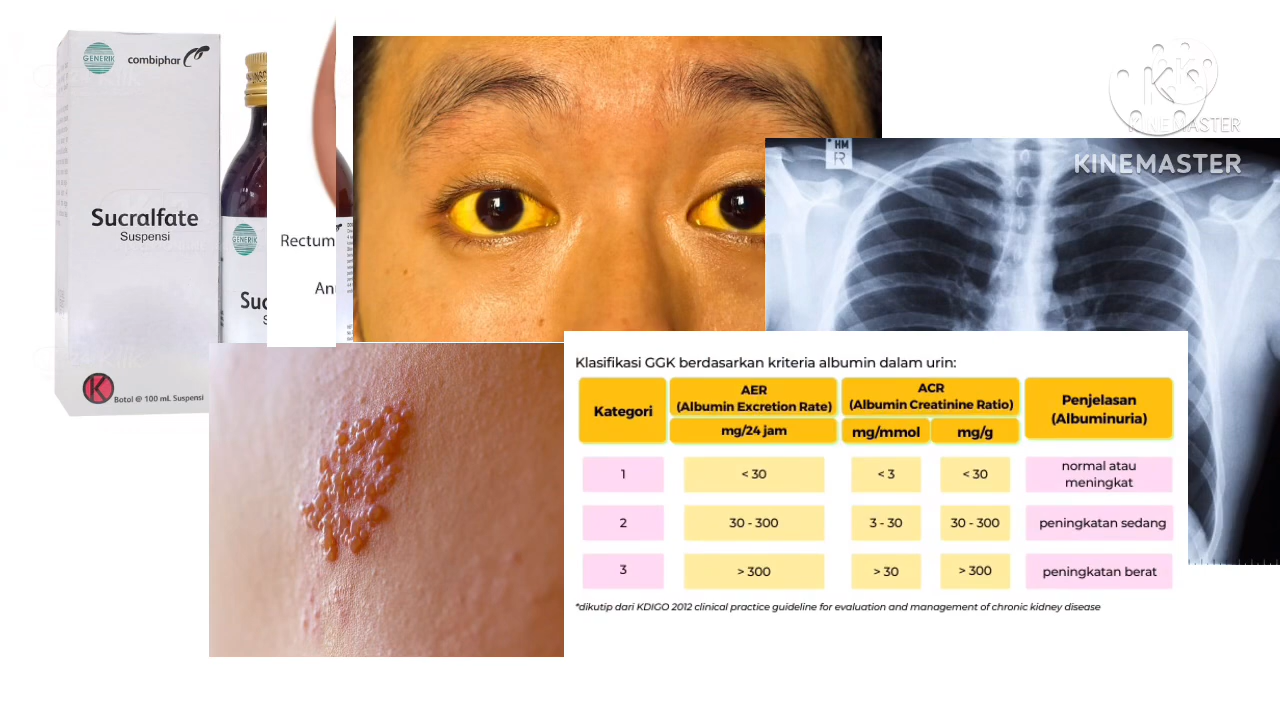 GENERIK
combiphar
Sucralfate
Suspensi
Botol @ 100 mL Suspensi
GENERIK
Suc
S
Rectum
An
HM
R
KINEMASTER
KINEMASTER
Klasifikasi GGK berdasarkan kriteria albumin dalam urin:
Kategori
AER
(Albumin Excretion Rate)
ACR
(Albumin Creatinine Ratio)
Penjelasan
(Albuminuria)
mg/24 jam mg/mmol mg/g
1 < 30 < 3 < 30 normal atau
meningkat
2 30 - 300 3 - 30 30 - 300 peningkatan sedang
3 > 300 > 30 > 300 peningkatan berat
*dikutip dari KDIGO 2012 clinical practice guideline for evaluation and management of chronic kidney disease